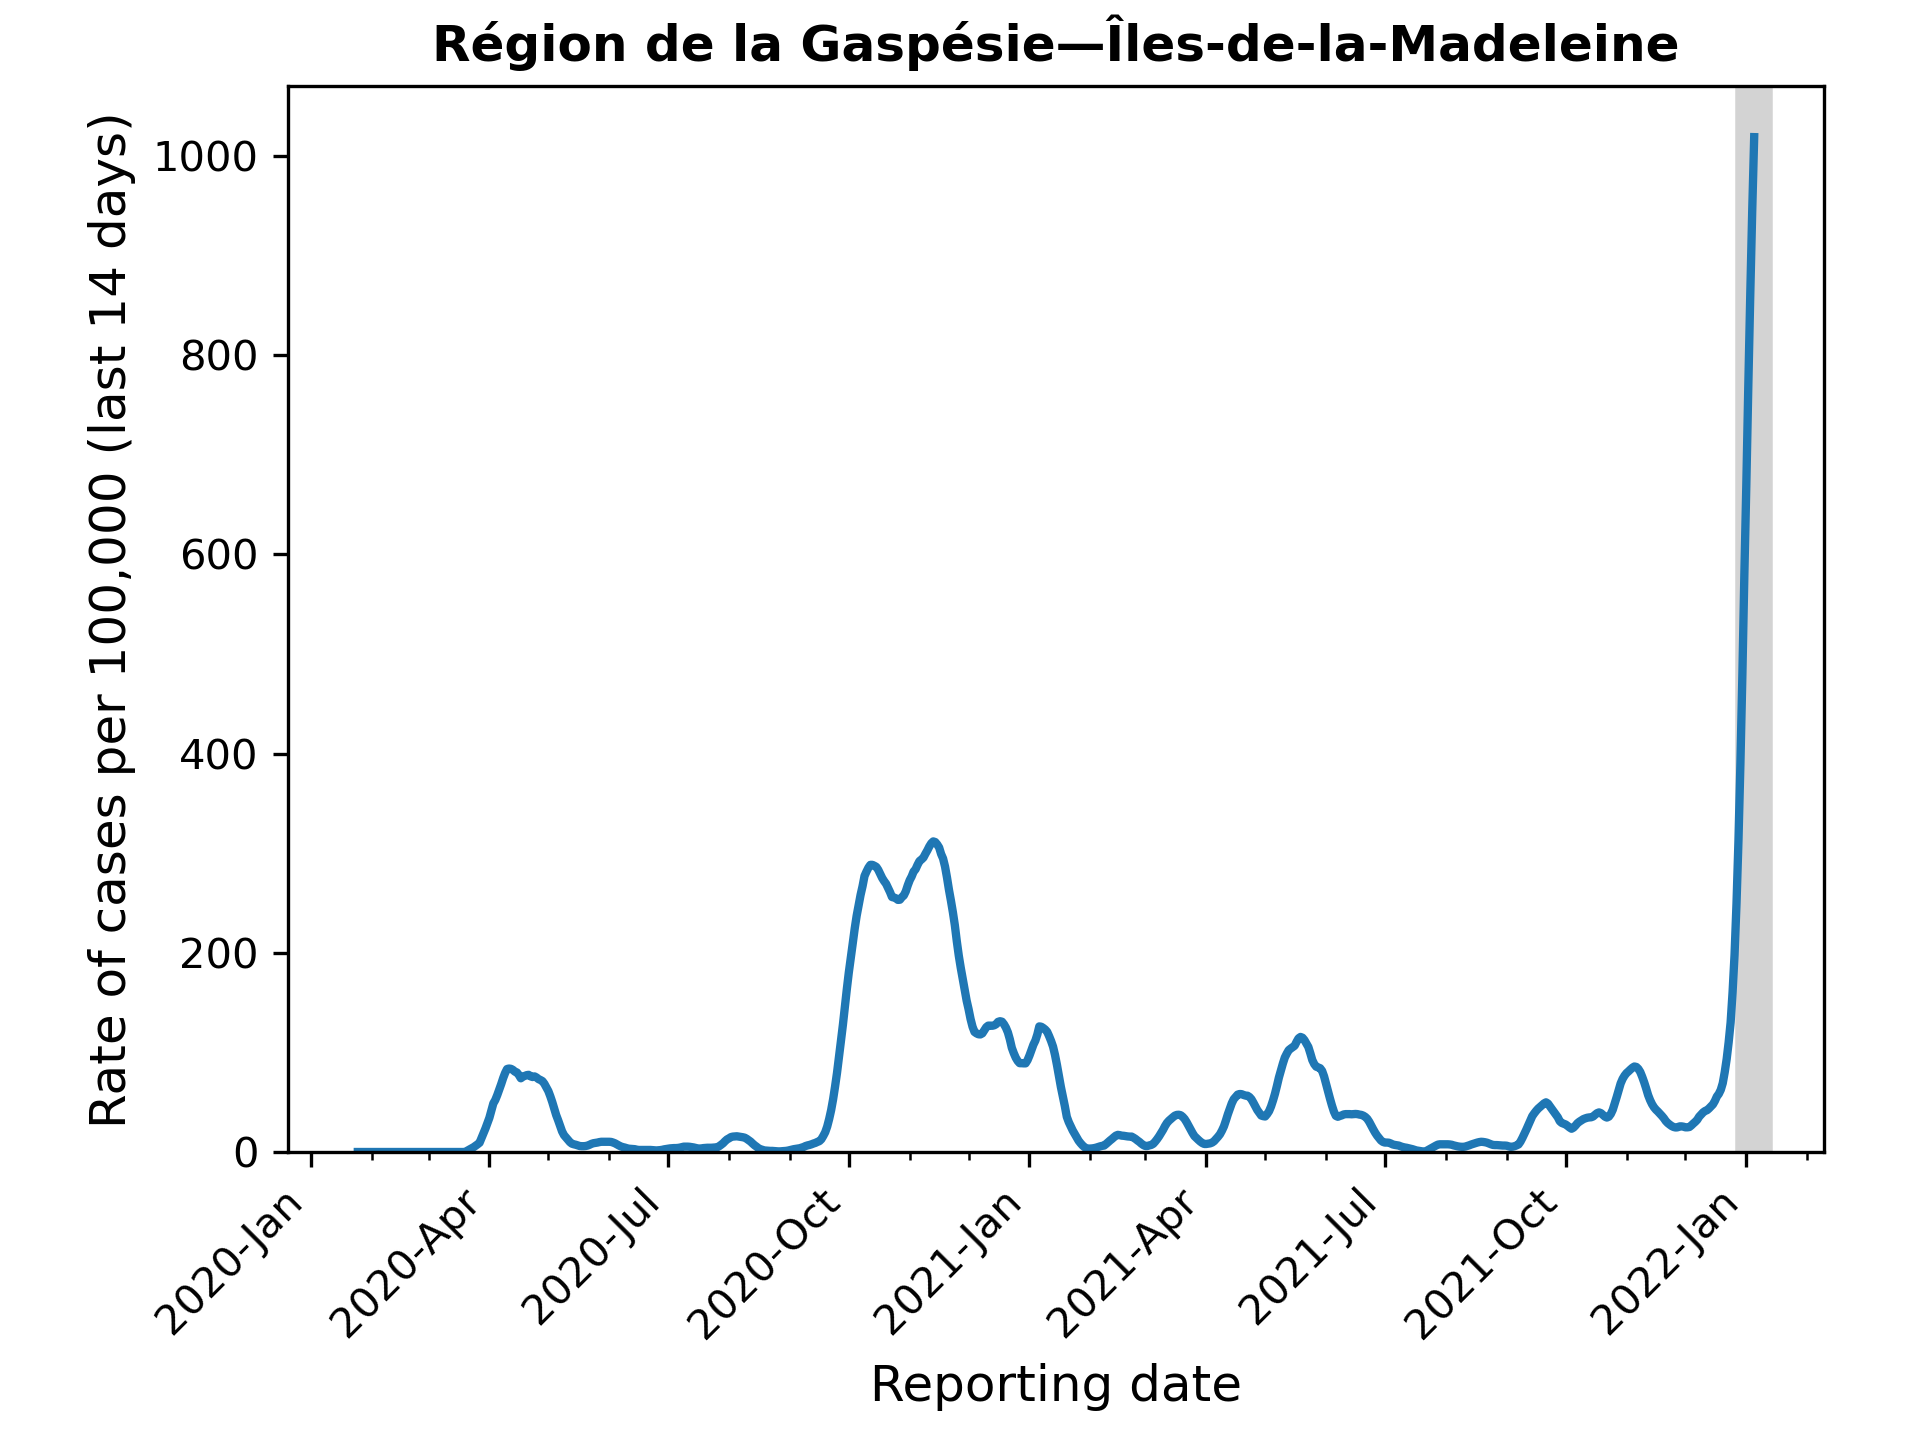 Région de la Gaspésie—Îles-de-la-Madeleine
Rate of cases per 100,000 (last 14 days)
1000
800
600
400
200
0
2020-Jan
2020-Apr
2020-Jul
2020-Oct
2021-Jan
2021-Apr
2021-Jul
2021-Oct
2022-Jan
Reporting date